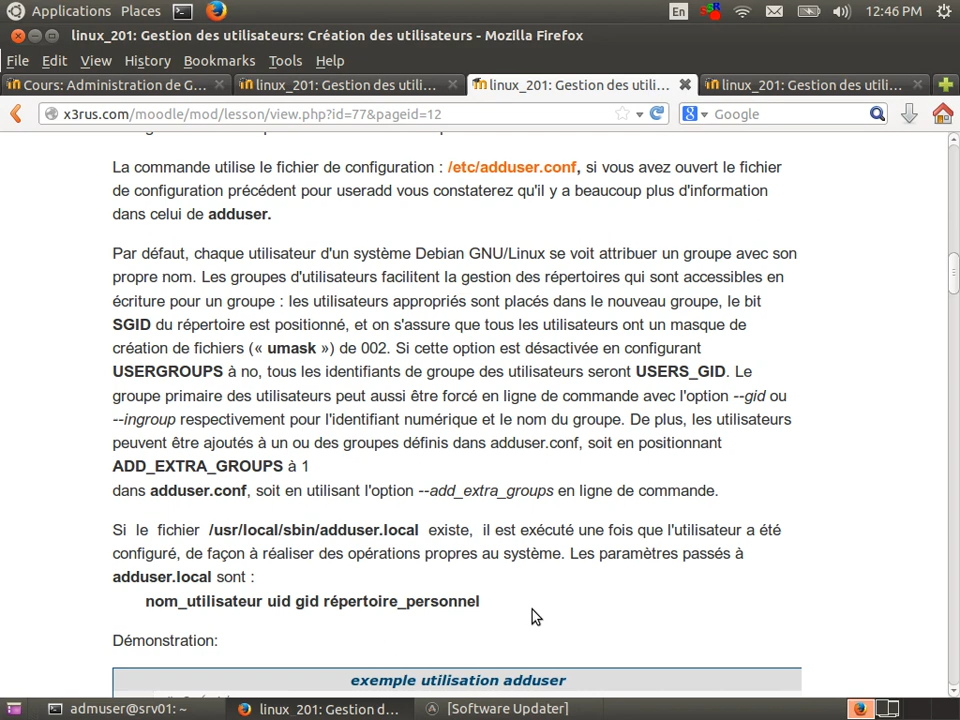 Applications Places En 12:46 PM
linux_201: Gestion des utilisateurs: Création des utilisateurs - Mozilla Firefox
File Edit View History Bookmarks Tools Help
Cours: Administration de G... linux_201: Gestion des utili... linux_201: Gestion des utili... linux_201: Gestion des utili...
x3rus.com/moodle/mod/lesson/view.php?id=77&pageid=12 Google
La commande utilise le fichier de configuration : /etc/adduser.conf, si vous avez ouvert le fichier
de configuration précédent pour useradd vous constaterez qu'il y a beaucoup plus d'information
dans celui de adduser.
Par défaut, chaque utilisateur d'un système Debian GNU/Linux se voit attribuer un groupe avec son
propre nom. Les groupes d'utilisateurs facilitent la gestion des répertoires qui sont accessibles en
écriture pour un groupe : les utilisateurs appropriés sont placés dans le nouveau groupe, le bit
SGID du répertoire est positionné, et on s'assure que tous les utilisateurs ont un masque de
création de fichiers (« umask ») de 002. Si cette option est désactivée en configurant
USERGROUPS à no, tous les identifiants de groupe des utilisateurs seront USERS_GID. Le
groupe primaire des utilisateurs peut aussi être forcé en ligne de commande avec l'option --gid ou
--ingroup respectivement pour l'identifiant numérique et le nom du groupe. De plus, les utilisateurs
peuvent être ajoutés à un ou des groupes définis dans adduser.conf, soit en positionnant
ADD_EXTRA_GROUPS à 1
dans adduser.conf, soit en utilisant l'option --add_extra_groups en ligne de commande.
Si le fichier /usr/local/sbin/adduser.local existe, il est exécuté une fois que l'utilisateur a été
configuré, de façon à réaliser des opérations propres au système. Les paramètres passés à
adduser.local sont :
nom_utilisateur uid gid répertoire_personnel
Démonstration:
exemple utilisation adduser
admuser@srv01: ~ linux_201: Gestion d... [Software Updater]